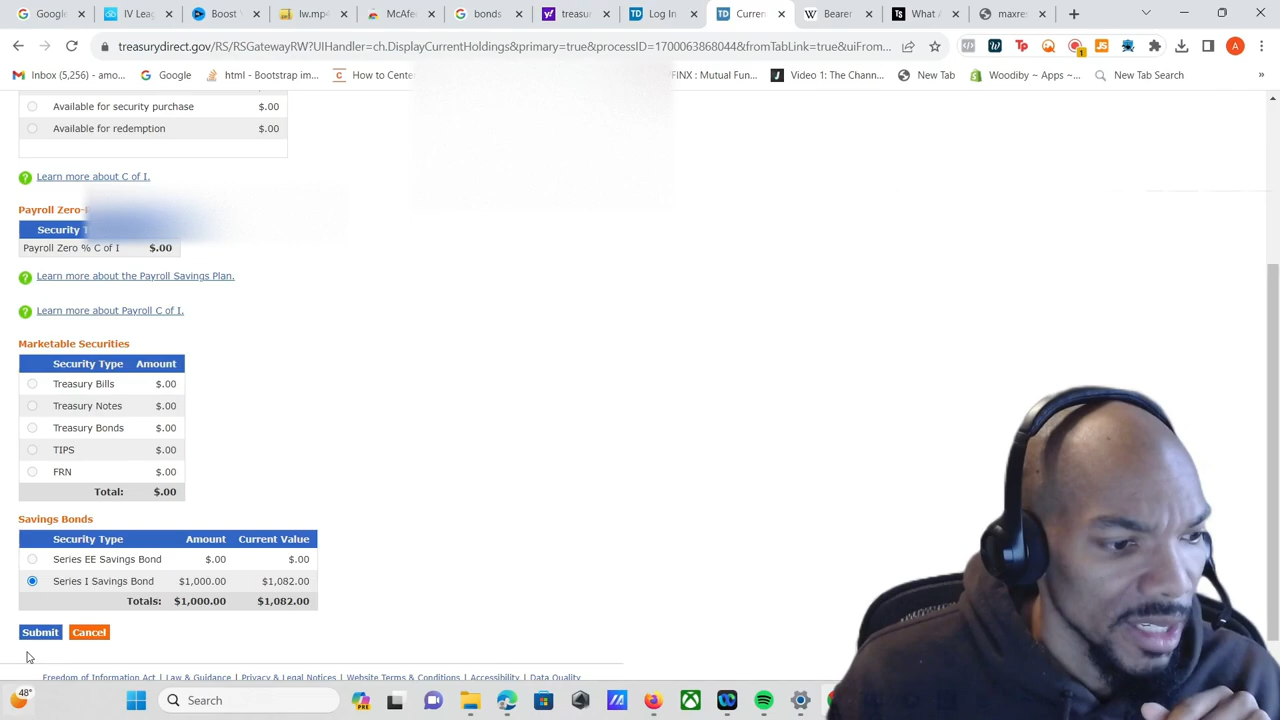 Google
IV Leag
Boost
lw.mp4
McAfe
bonds
treasur
Log In
Curren
Bearer
What A
maxres
treasurydirect.gov/RS/RSGatewayRW?
Handler=ch.DisplayCurrentHoldings&primary=true&processID=1700063868044&fromTabLink=true&uiFrom...
Inbox (5,256) - amo...
Google
html - Bootstrap im...
How to Center
FINX : Mutual Fun...
Video 1: The Chann...
New Tab
Woodiby ~ Apps ~...
New Tab Search
»
Available for security purchase $.00
Available for redemption $.00
Learn more about C of I.
Payroll Zero-
Security
Payroll Zero % C of I $.00
Learn more about the Payroll Savings Plan.
Learn more about Payroll C of I.
Marketable Securities
Security Type Amount
Treasury Bills $.00
Treasury Notes $.00
Treasury Bonds $.00
TIPS $.00
FRN $.00
Total: $.00
Savings Bonds
Security Type Amount Current Value
Series EE Savings Bond $.00 $.00
Series I Savings Bond $1,000.00 $1,082.00
Totals: $1,000.00 $1,082.00
Submit Cancel
Freedom of Information Act | Law & Guidance | Privacy & Legal Notices | Website Terms & Conditions | Accessibility | Data Quality
48°
Search